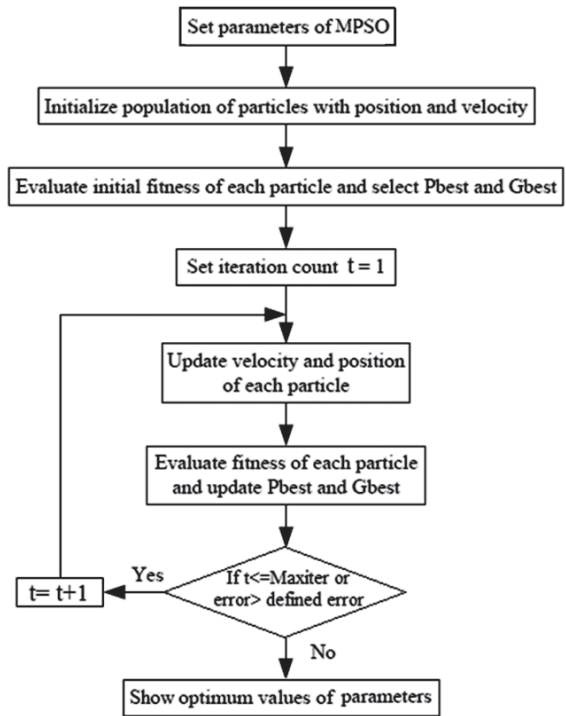 Set parameters of MPSO
Initialize population of particles with position and velocity
Evaluate initial fitness of each particle and select Pbest and Gbest
Set iteration count t = 1
Update velocity and position
of each particle
Evaluate fitness of each particle
and update Pbest and Gbest
If t<=Maxiter or
error> defined error
Yes
t= t+1
No
Show optimum values of parameters